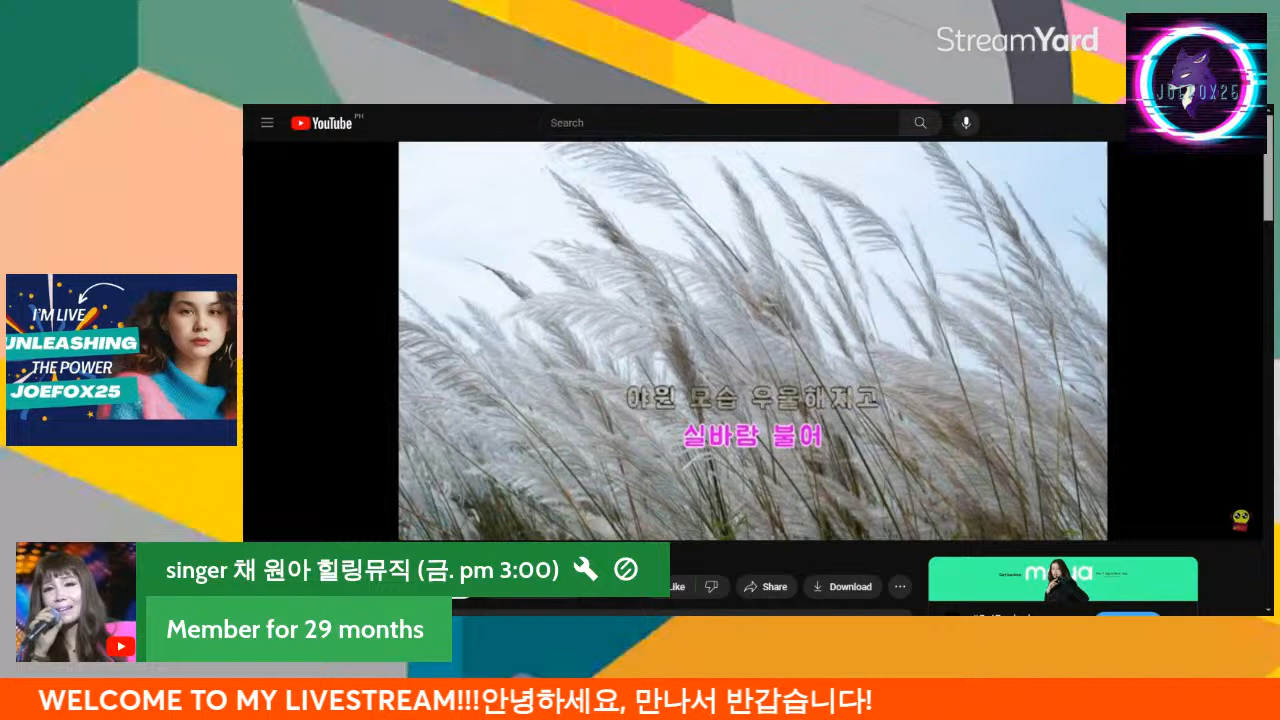 StreamYard
JOEFOX25
YouTube PH
Search
I'M LIVE
UNLEASHING
THE POWER
JOEFOX25
야윈 모습 우울해지고
실바람 불어
singer 채 원아 힐링뮤직 (금. pm 3:00)
Share
Download
Member for 29 months
WELCOME TO MY LIVESTREAM!!!안녕하세요, 만나서 반갑습니다!